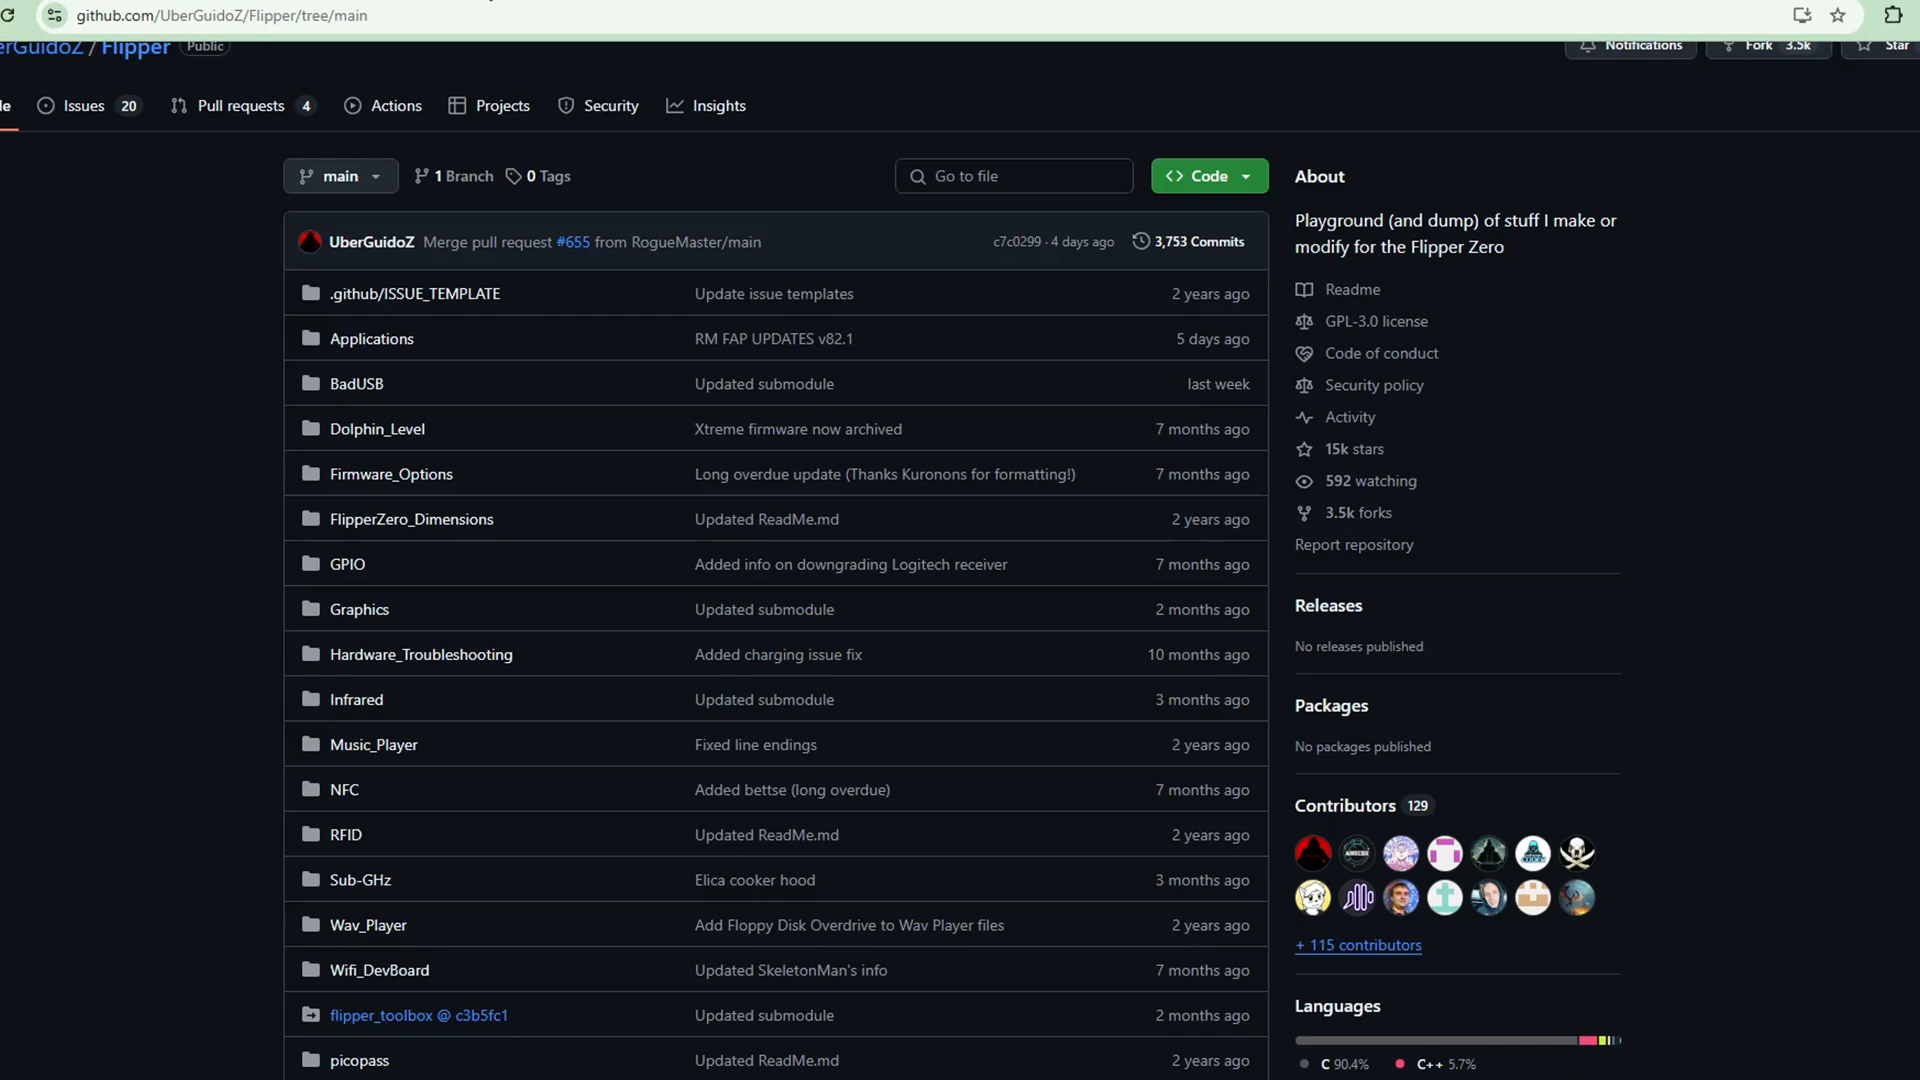 github.com/UberGuidoZ/Flipper/tree/main
erGuidoZ / Flipper Public
Notifications Fork 3.5k Star
de Issues 20 Pull requests 4 Actions Projects Security Insights
main 1 Branch 0 Tags Go to file Code
UberGuidoZ Merge pull request #655 from RogueMaster/main c7c0299 · 4 days ago 3,753 Commits
.github/ISSUE_TEMPLATE Update issue templates 2 years ago
Applications RM FAP UPDATES v82.1 5 days ago
BadUSB Updated submodule last week
Dolphin_Level Xtreme firmware now archived 7 months ago
Firmware_Options Long overdue update (Thanks Kuronons for formatting!) 7 months ago
FlipperZero_Dimensions Updated ReadMe.md 2 years ago
GPIO Added info on downgrading Logitech receiver 7 months ago
Graphics Updated submodule 2 months ago
Hardware_Troubleshooting Added charging issue fix 10 months ago
Infrared Updated submodule 3 months ago
Music_Player Fixed line endings 2 years ago
NFC Added bettse (long overdue) 7 months ago
RFID Updated ReadMe.md 2 years ago
Sub-GHz Elica cooker hood 3 months ago
Wav_Player Add Floppy Disk Overdrive to Wav Player files 2 years ago
Wifi_DevBoard Updated SkeletonMan's info 7 months ago
flipper_toolbox @ c3b5fc1 Updated submodule 2 months ago
picopass Updated ReadMe.md 2 years ago
About
Playground (and dump) of stuff I make or
modify for the Flipper Zero
Readme
GPL-3.0 license
Code of conduct
Security policy
Activity
15k stars
592 watching
3.5k forks
Report repository
Releases
No releases published
Packages
No packages published
Contributors 129
+ 115 contributors
Languages
C 90.4% C++ 5.7%